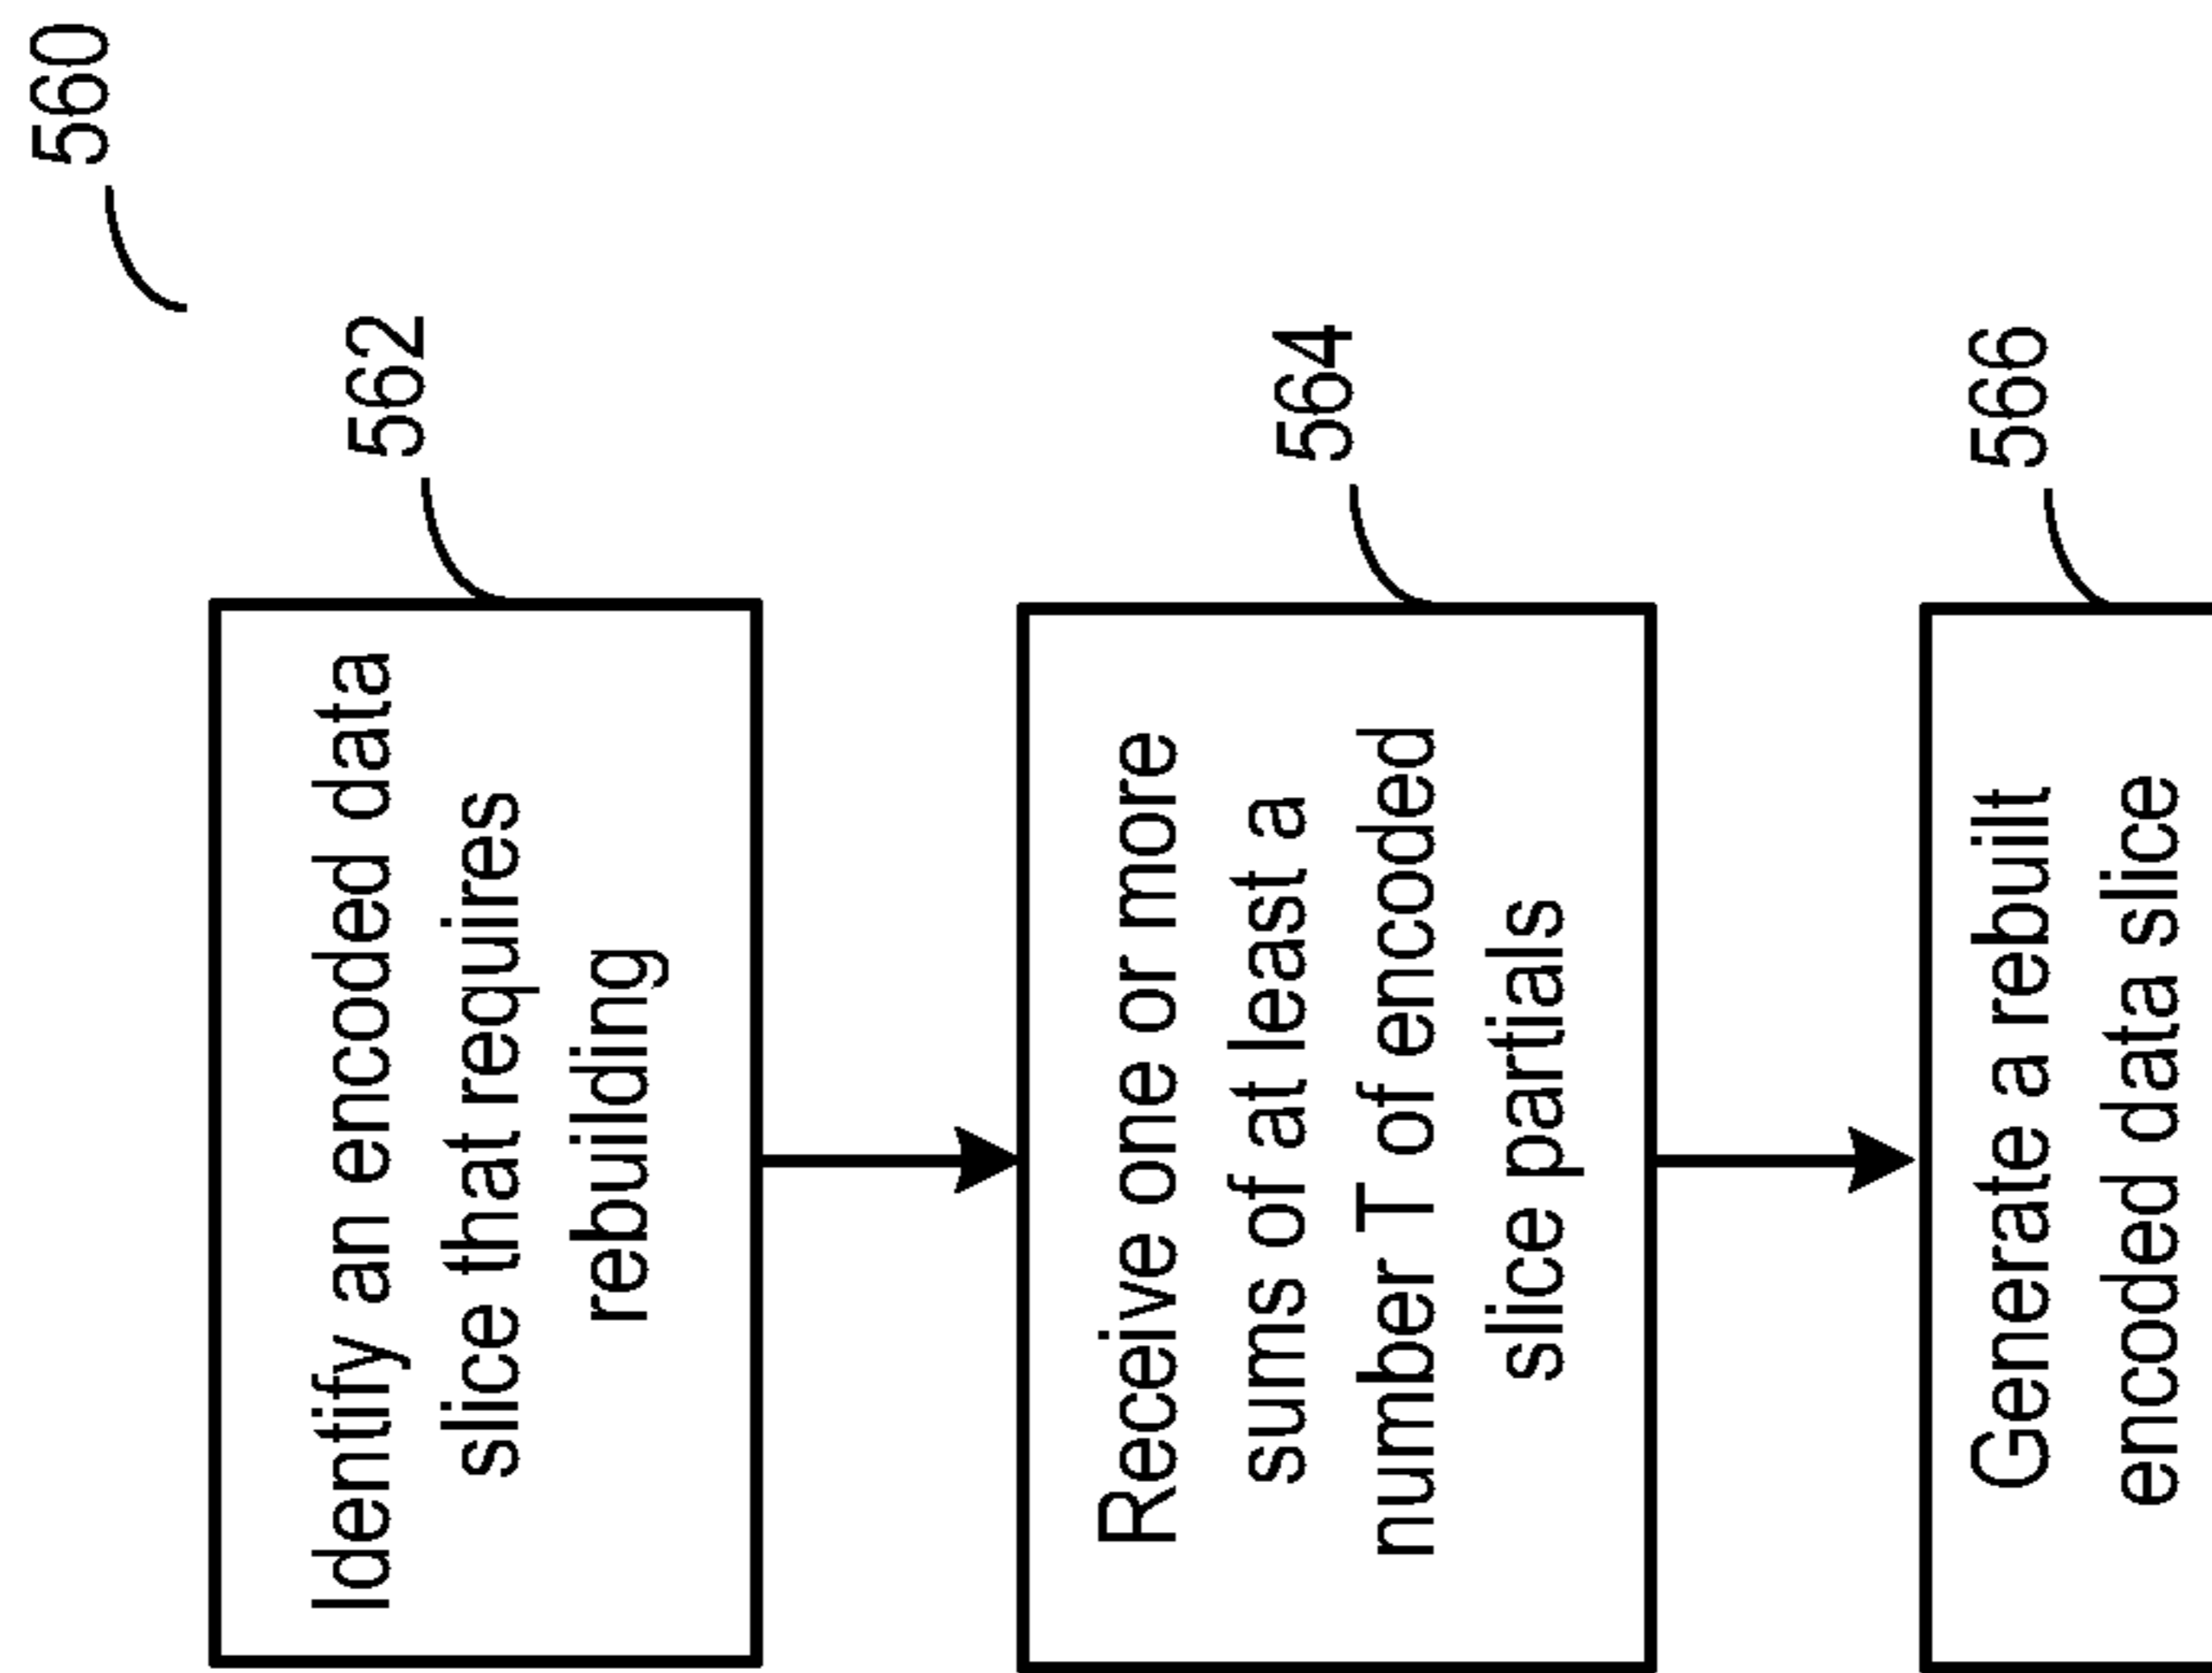 560
562
Identify an encoded data
slice that requires
rebuilding
564
Receive one or more
sums of at least a
number T of encoded
slice partials
566
Generate a rebuilt
encoded data slice